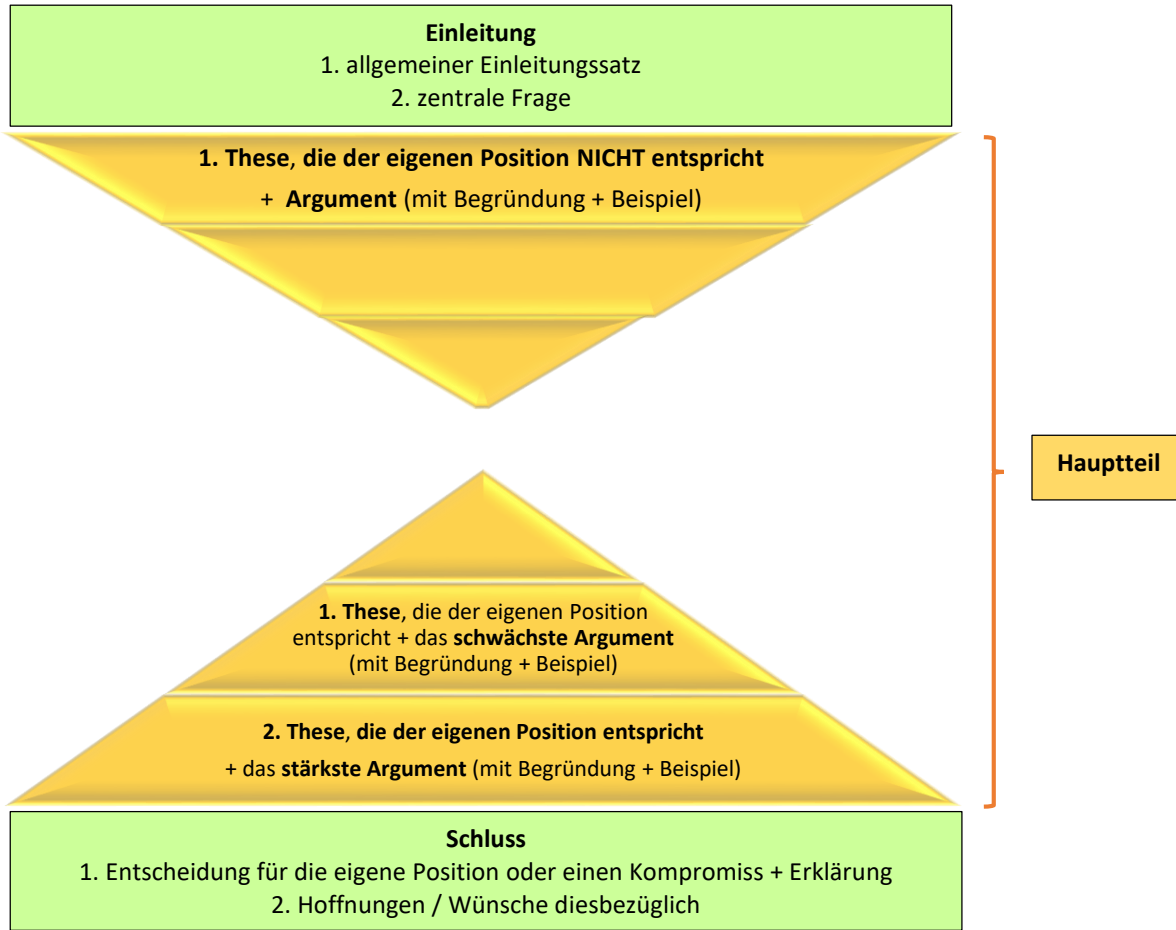 Einleitung
1. allgemeiner Einleitungssatz
2. zentrale Frage
1. These, die der eigenen Position NICHT entspricht
+ Argument (mit Begründung + Beispiel)
Hauptteil
1. These, die der eigenen Position
entspricht + das schwächste Argument
(mit Begründung + Beispiel)
2. These, die der eigenen Position entspricht
+ das stärkste Argument (mit Begründung + Beispiel)
Schluss
1. Entscheidung für die eigene Position oder einen Kompromiss + Erklärung
2. Hoffnungen / Wünsche diesbezüglich